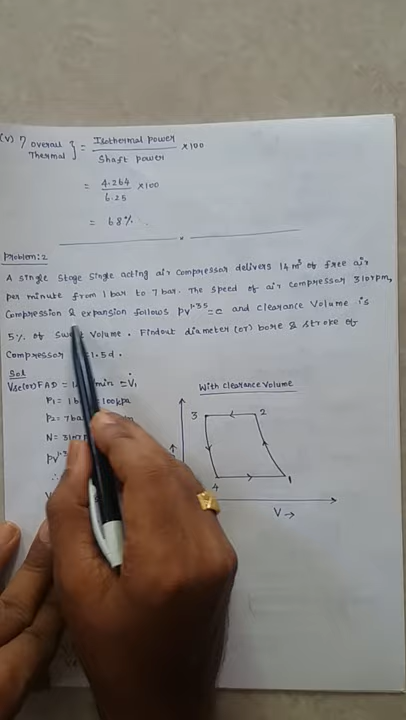 (V) η overall Thermal } = Isothermal power / Shaft power ×100
= 4.264 / 6.25 ×100
= 68%.
Problem:2
A single stage single acting air compressor delivers 14 m³ of free air
per minute from 1 bar to 7 bar. The speed of air compressor 310 rpm,
compression & expansion follows PV^1.35 = c and clearance volume is
5% of Swept Volume. Findout diameter (or) bore & stroke of
Compressor =1.5d.
Sol
With clearance volume
FAD = /min = V̇₁
P₁ = 1 b = 100kpa
3 2
P₂ = 7ba
N = 31
4 1
V →